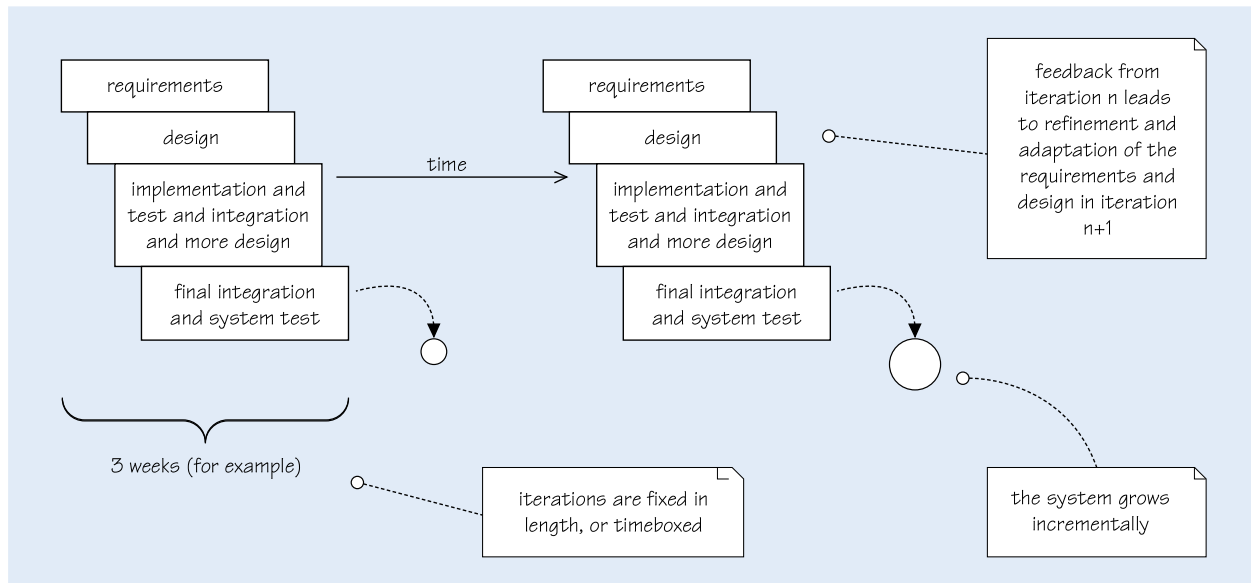 requirements
design
implementation and
test and integration
and more design
final integration
and system test
time
requirements
design
implementation and
test and integration
and more design
final integration
and system test
feedback from
iteration n leads
to refinement and
adaptation of the
requirements and
design in iteration
n+1
3 weeks (for example)
iterations are fixed in
length, or timeboxed
the system grows
incrementally